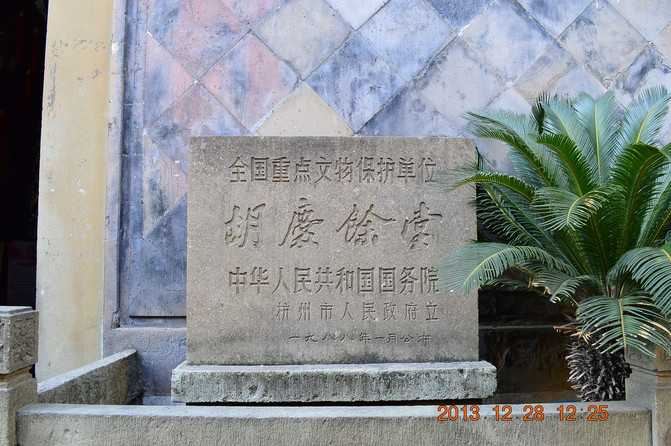 全国重点文物保护单位
胡庆馀堂
中华人民共和国国务院
杭州市人民政府立
一九八八年一月公布
2013.12.28 12:25